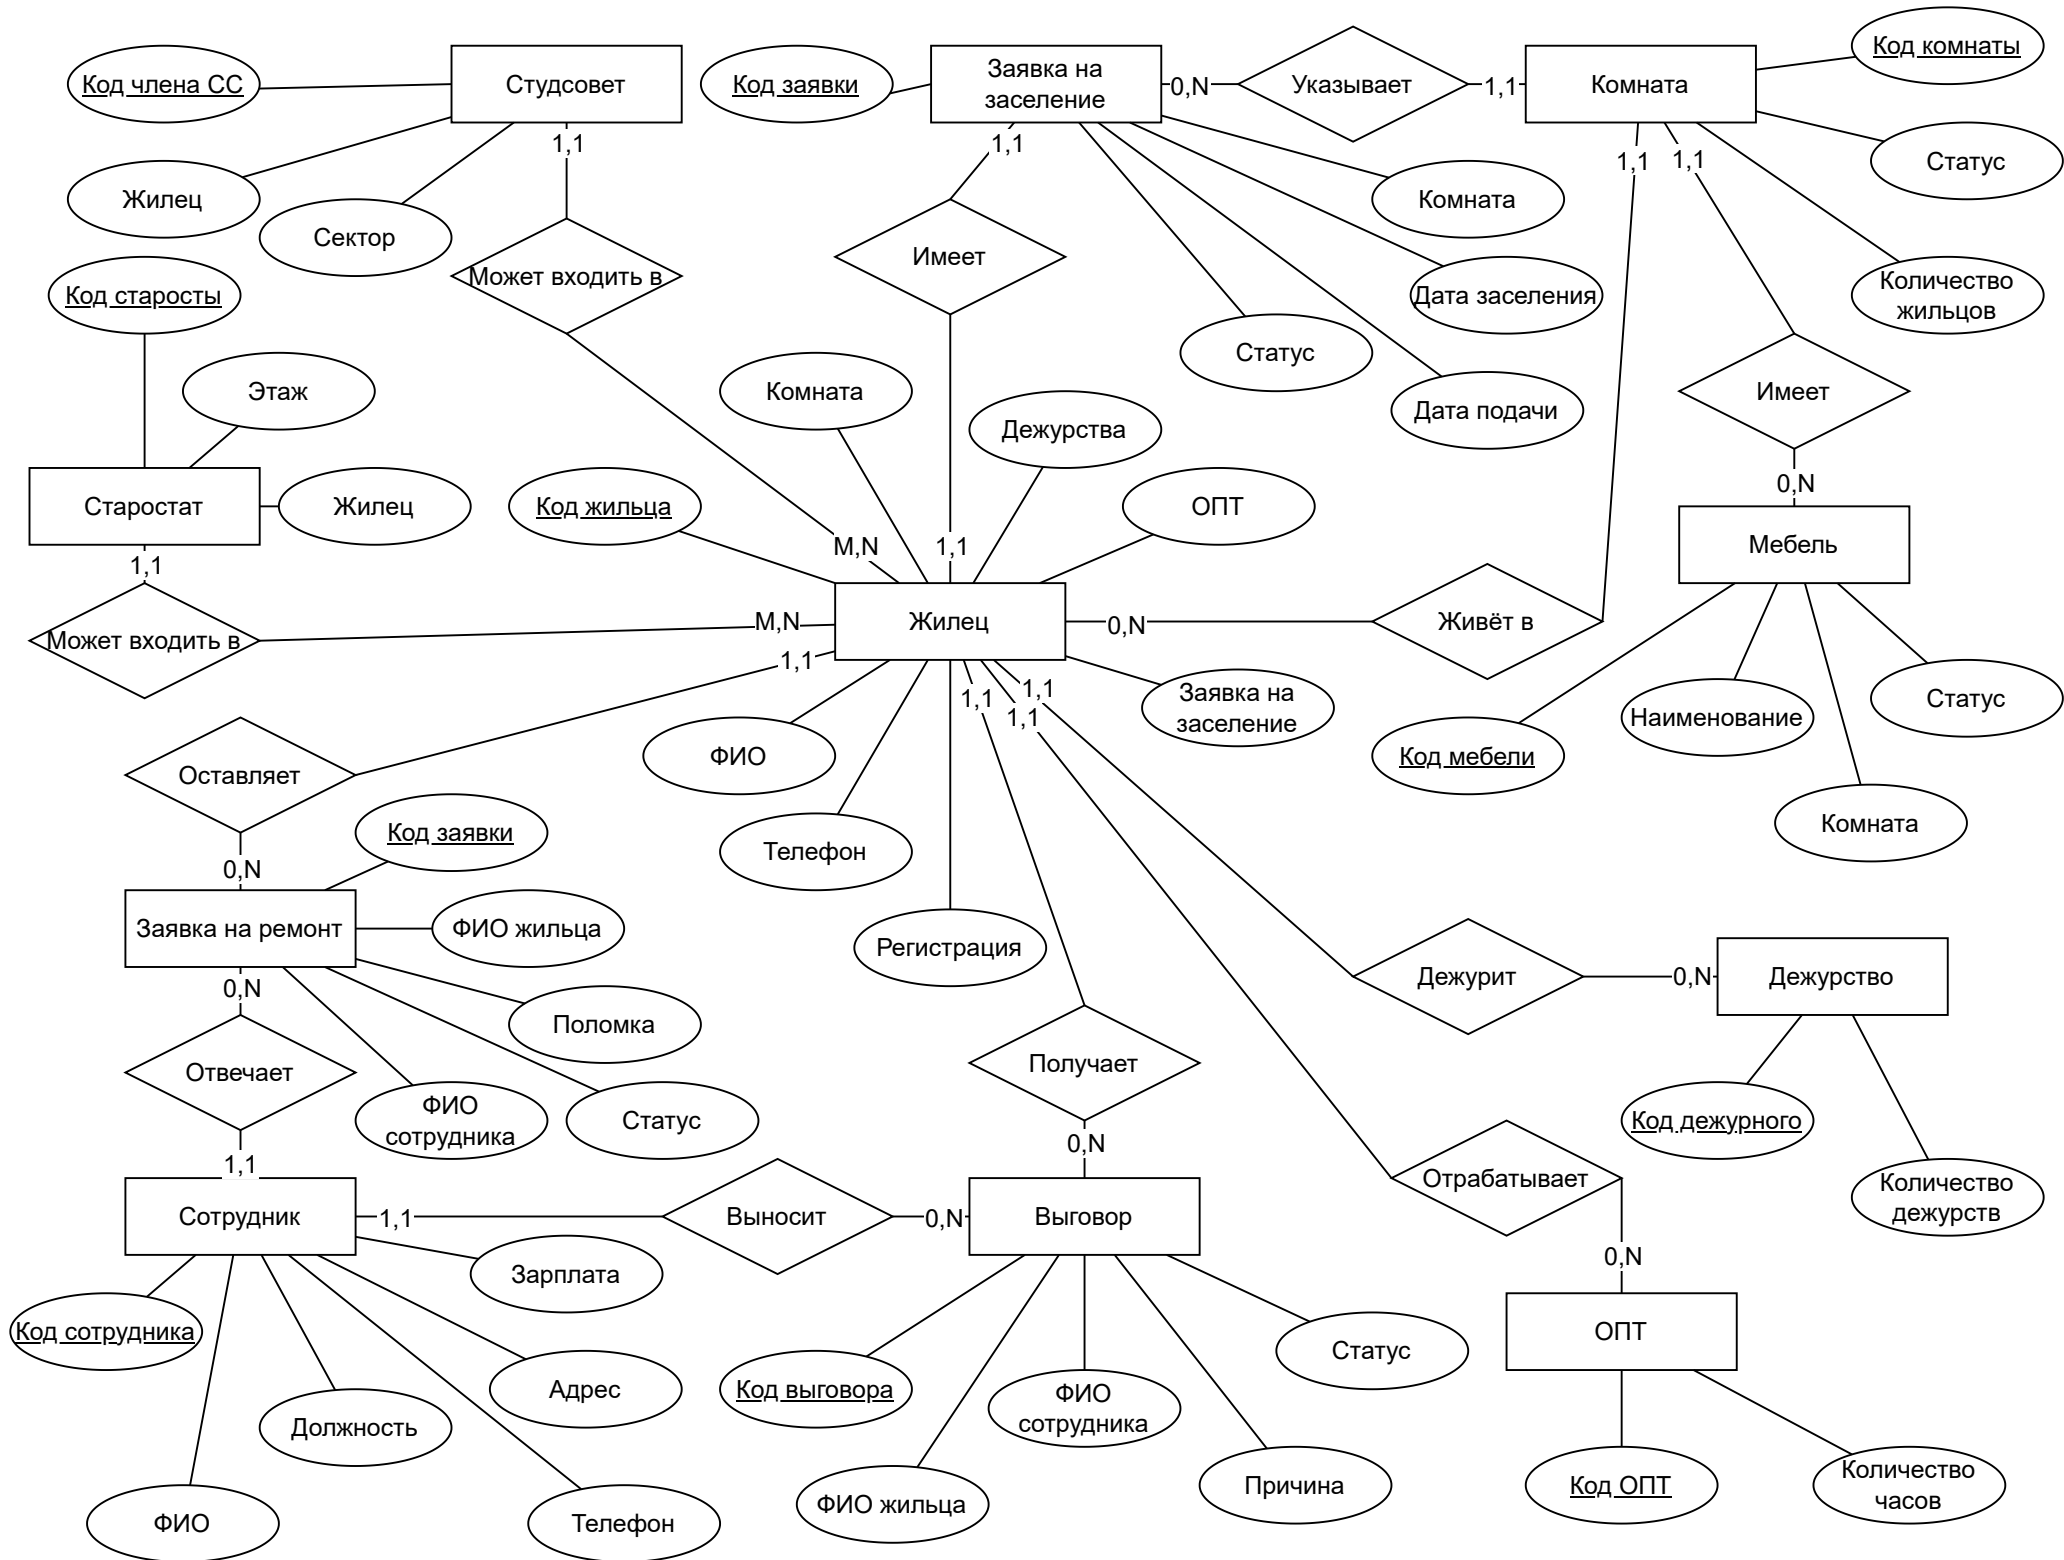 Код члена СС
Студсовет
Код заявки
Заявка на
заселение
0,N
Указывает
1,1
Комната
Код комнаты
1,1
1,1
1,1
1,1
Статус
Жилец
Сектор
Комната
Может входить в
Имеет
Код старосты
Дата заселения
Количество
жильцов
Статус
Этаж
Комната
Дежурства
Дата подачи
Имеет
0,N
Старостат
Жилец
Код жильца
ОПТ
M,N
1,1
Мебель
1,1
Может входить в
M,N
Жилец
0,N
Живёт в
1,1
1,1
1,1
1,1
Заявка на
заселение
Наименование
Статус
Оставляет
ФИО
Код мебели
Код заявки
Телефон
Комната
0,N
Заявка на ремонт
ФИО жильца
Регистрация
Дежурит
0,N
Дежурство
0,N
Поломка
Отвечает
Получает
ФИО
сотрудника
Статус
Код дежурного
0,N
1,1
Отрабатывает
Количество
дежурств
Сотрудник
1,1
Выносит
0,N
Выговор
0,N
Зарплата
Код сотрудника
ОПТ
Статус
Адрес
Код выговора
ФИО
сотрудника
Должность
Причина
Код ОПТ
Количество
часов
ФИО
Телефон
ФИО жильца